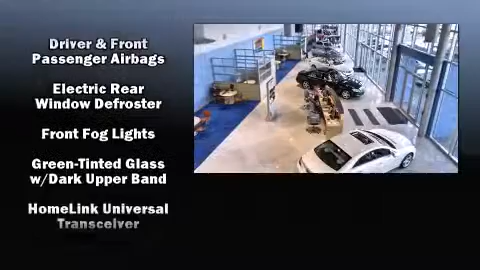 Driver & Front
Passenger Airbags
Electric Rear
Window Defroster
Front Fog Lights
Green-Tinted Glass
w/Dark Upper Band
HomeLink Universal
Transceiver